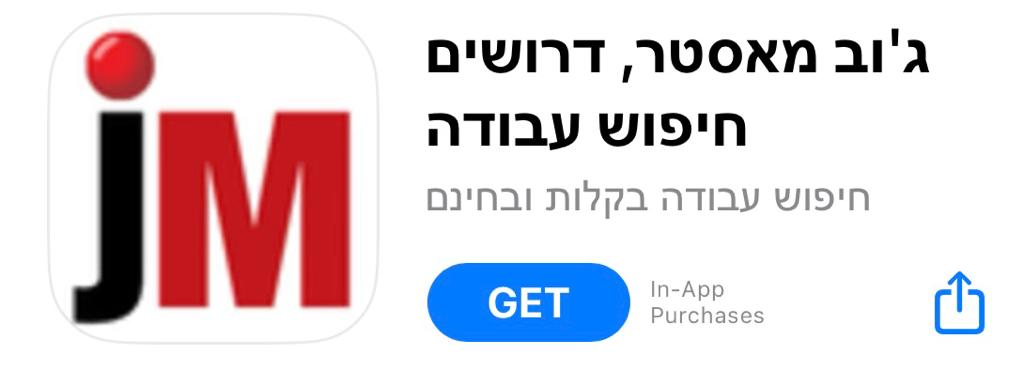 jM
ג'וב מאסטר, דרושים
חיפוש עבודה
חיפוש עבודה בקלות ובחינם
GET
In-App
Purchases